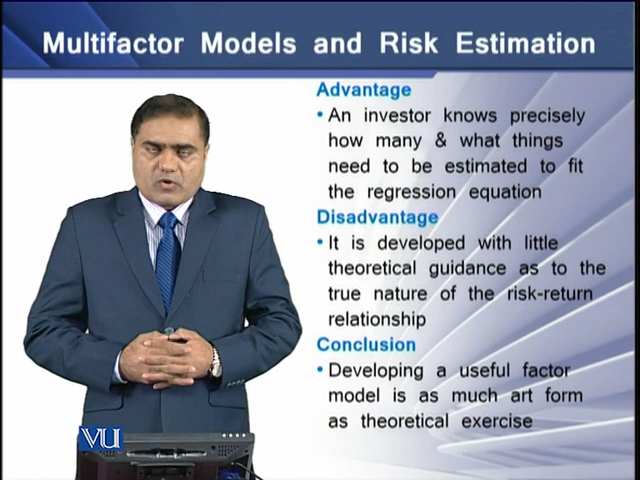 Multifactor Models and Risk Estimation
Advantage
• An investor knows precisely
how many & what things
need to be estimated to fit
the regression equation
Disadvantage
• It is developed with little
theoretical guidance as to the
true nature of the risk-return
relationship
Conclusion
• Developing a useful factor
model is as much art form
as theoretical exercise
VU